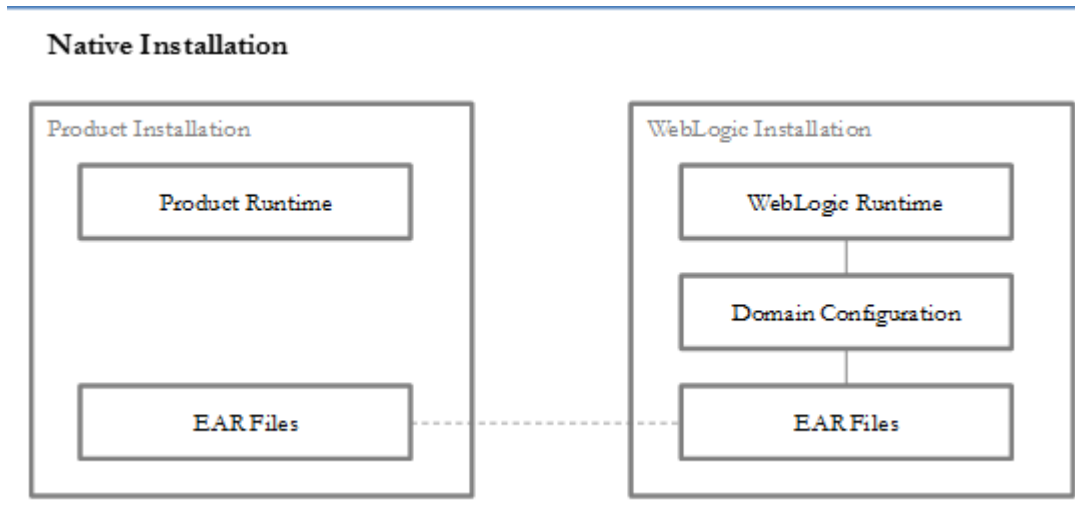 Native Installation
Product Installation
Product Runtime
EAR Files
WebLogic Installation
WebLogic Runtime
Domain Configuration
EAR Files